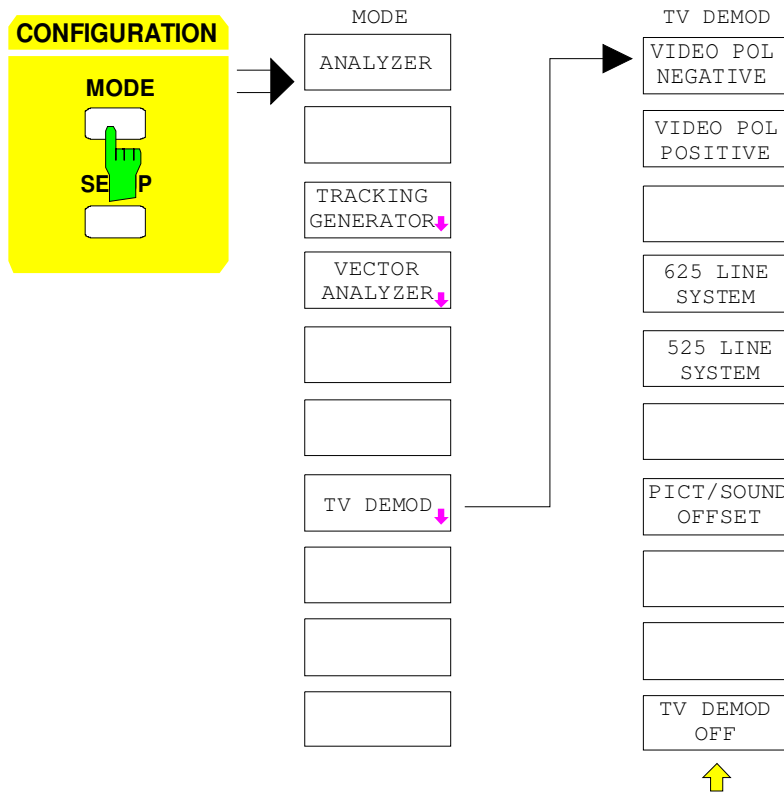 CONFIGURATION
MODE
SE P
MODE
ANALYZER
TRACKING
GENERATOR
VECTOR
ANALYZER
TV DEMOD
TV DEMOD
VIDEO POL
NEGATIVE
VIDEO POL
POSITIVE
625 LINE
SYSTEM
525 LINE
SYSTEM
PICT/SOUND
OFFSET
TV DEMOD
OFF